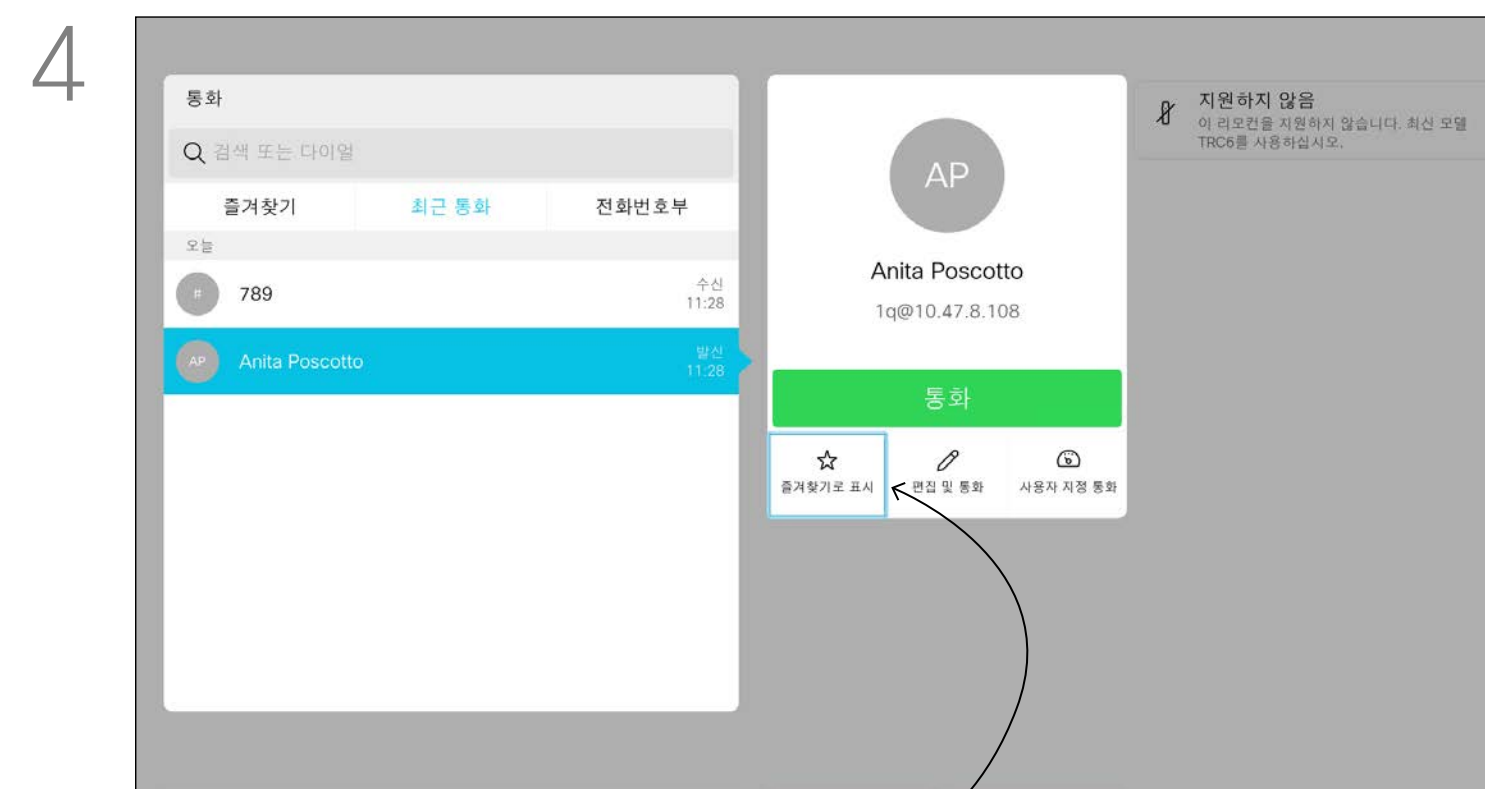 4
통화
검색 또는 다이얼
즐겨찾기 최근 통화 전화번호부
오늘
# 789 수신
11:28
AP Anita Poscotto 발신
11:28
AP
Anita Poscotto
1q@10.47.8.108
통화
즐겨찾기로 표시 편집 및 통화 사용자 지정 통화
지원하지 않음
이 리모컨을 지원하지 않습니다. 최신 모델
TRC6를 사용하십시오.